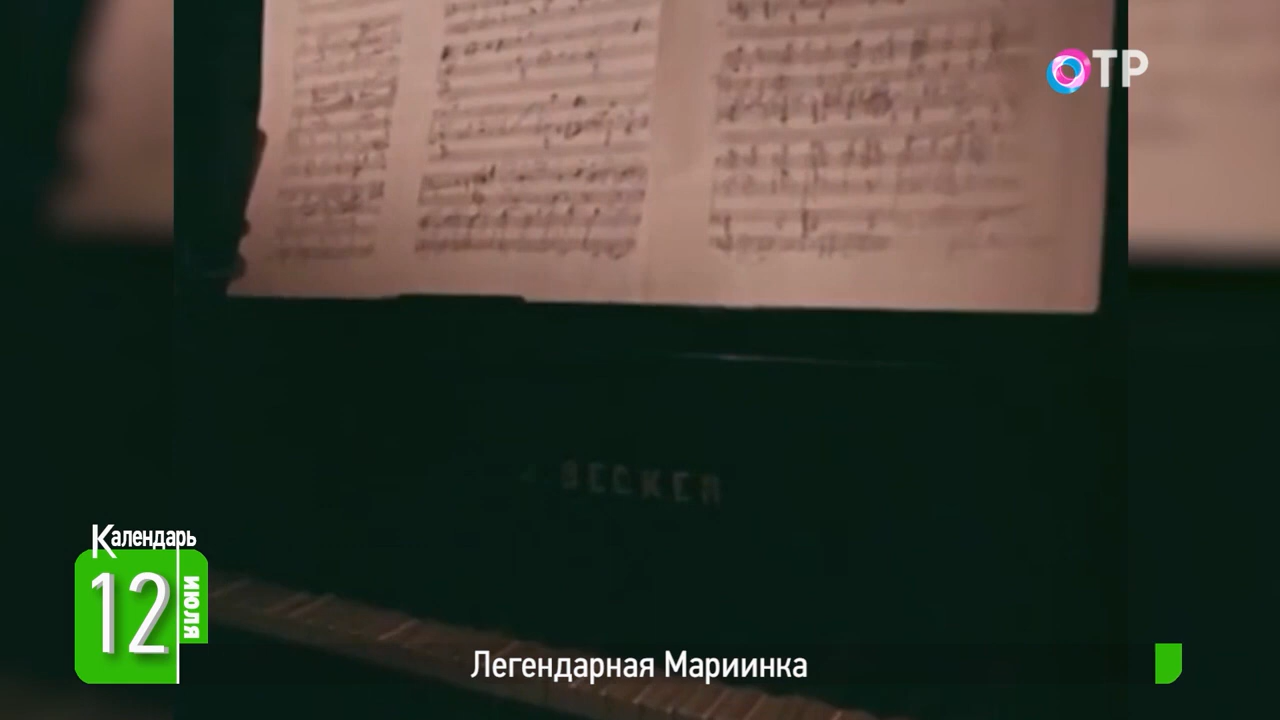 ОТР
BECKER
Календарь
12
июля
Легендарная Мариинка